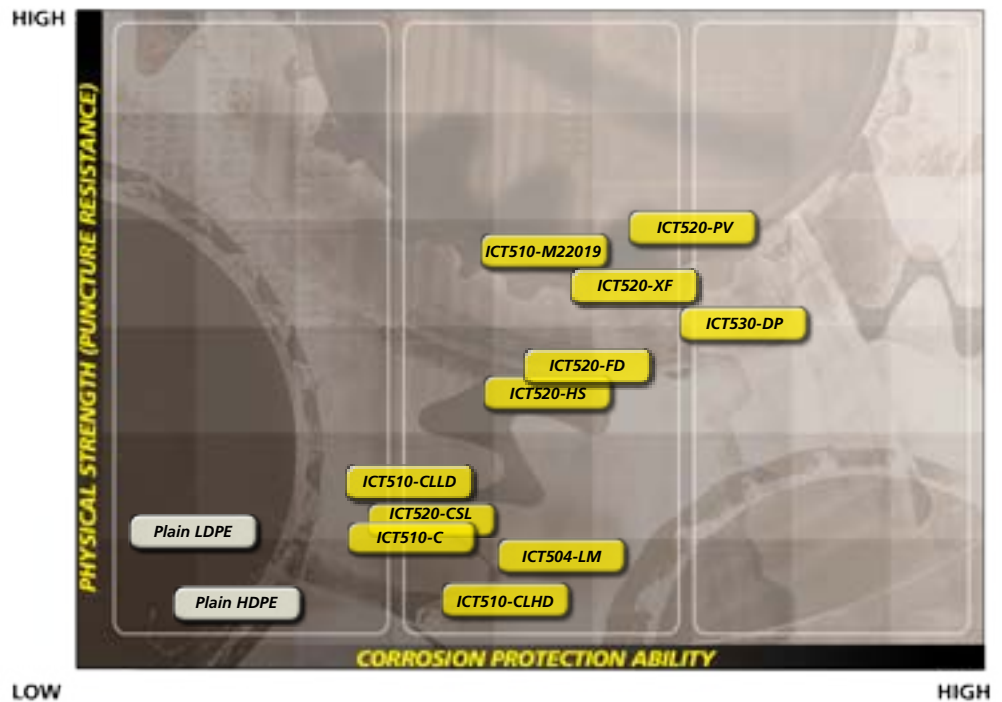 HIGH
PHYSICAL STRENGTH (PUNCTURE RESISTANCE)
ICT520-PV
ICT510-M22019
ICT520-XF
ICT530-DP
ICT520-FD
ICT520-HS
ICT510-CLLD
ICT520-CSL
Plain LDPE
ICT510-C
ICT504-LM
Plain HDPE
ICT510-CLHD
CORROSION PROTECTION ABILITY
LOW
HIGH